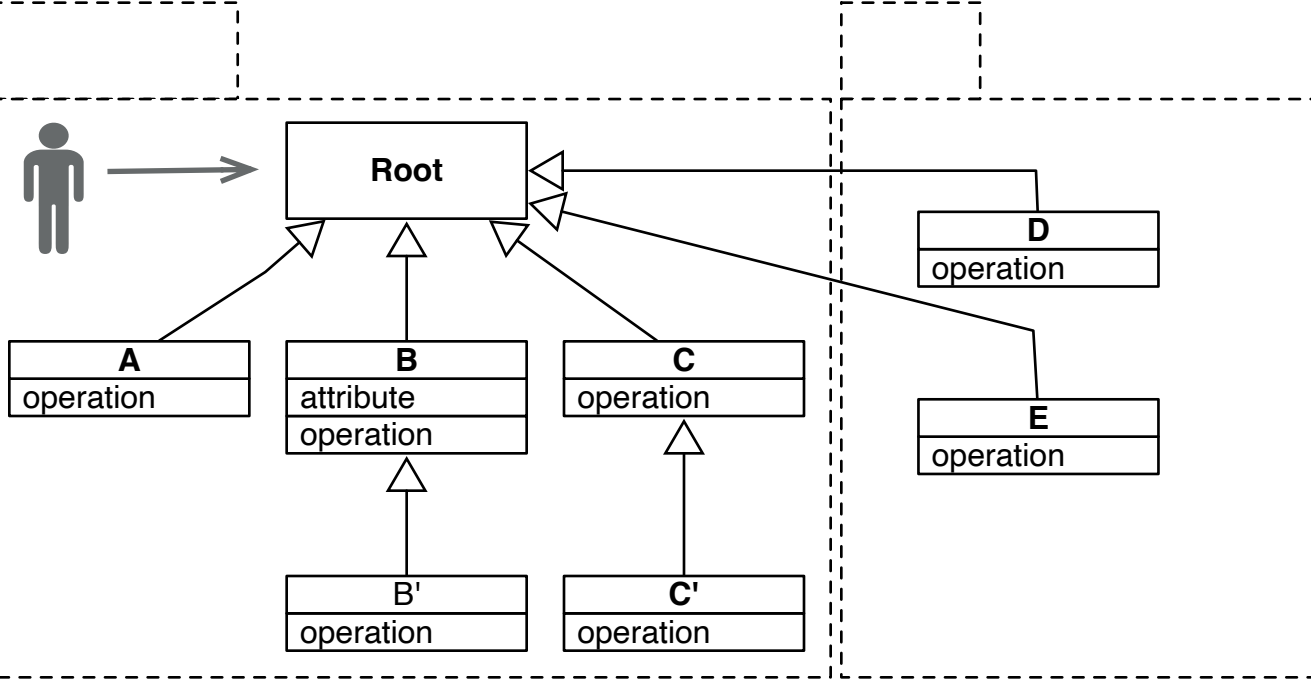 Root
D
operation
A
operation
B
attribute
operation
C
operation
E
operation
B'
operation
C'
operation